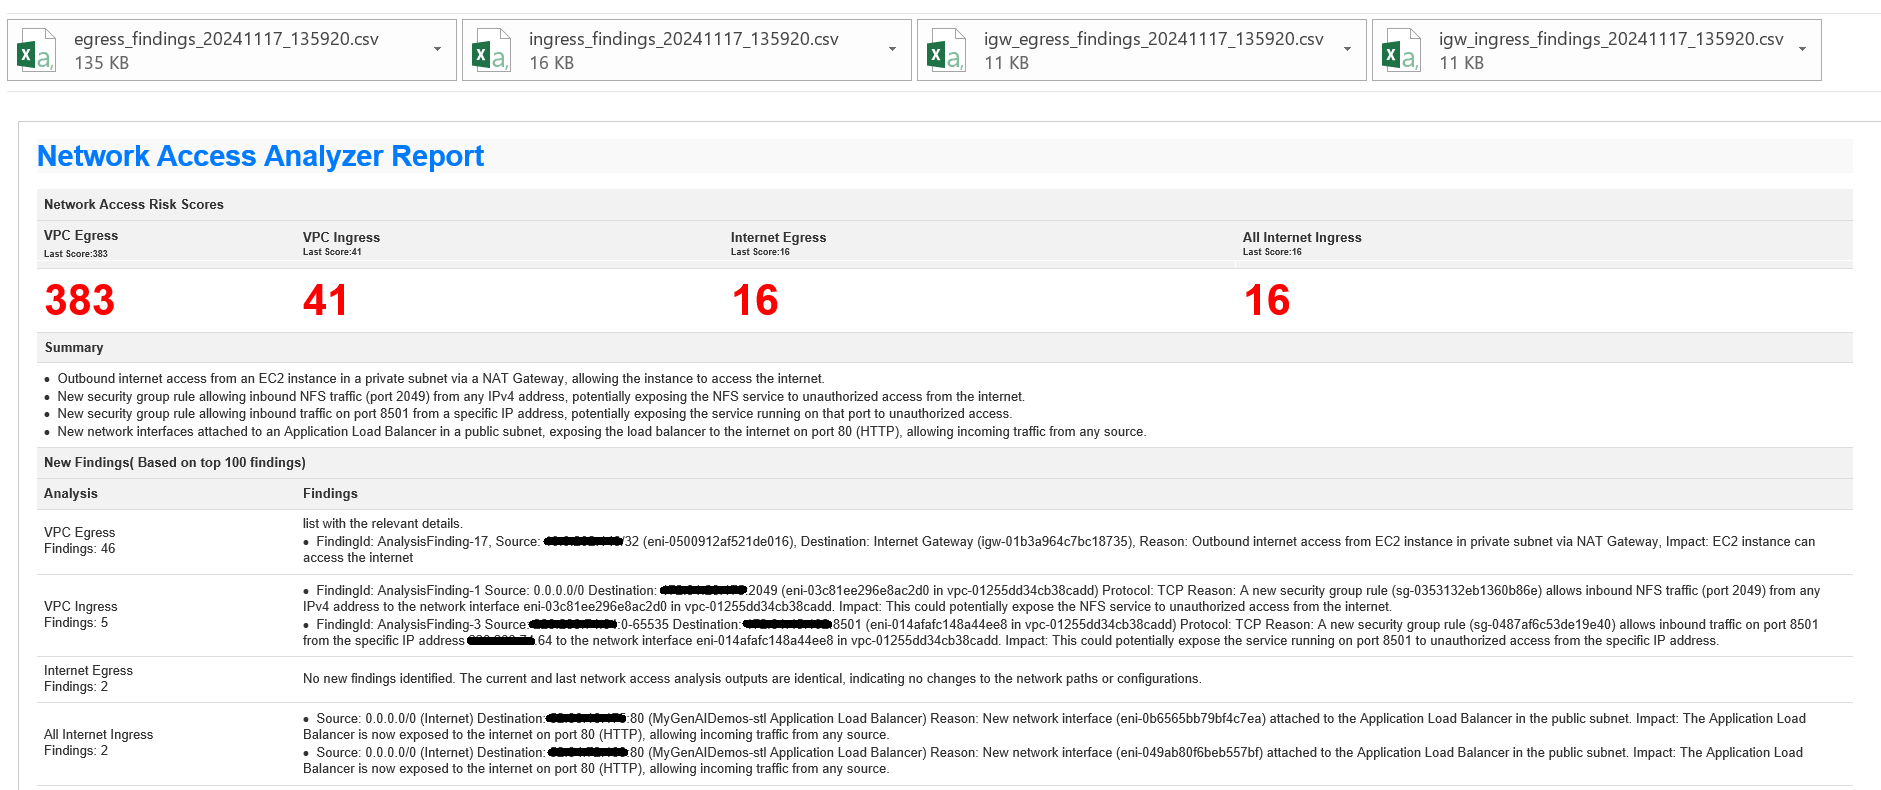 egress_findings_20241117_135920.csv
135 KB
ingress_findings_20241117_135920.csv
16 KB
igw_egress_findings_20241117_135920.csv
11 KB
igw_ingress_findings_20241117_135920.csv
11 KB
Network Access Analyzer Report
Network Access Risk Scores
VPC Egress
Last Score:383
VPC Ingress
Last Score:41
Internet Egress
Last Score:16
All Internet Ingress
Last Score:16
383
41
16
16
Summary
• Outbound internet access from an EC2 instance in a private subnet via a NAT Gateway, allowing the instance to access the internet.
• New security group rule allowing inbound NFS traffic (port 2049) from any IPv4 address, potentially exposing the NFS service to unauthorized access from the internet.
• New security group rule allowing inbound traffic on port 8501 from a specific IP address, potentially exposing the service running on that port to unauthorized access.
• New network interfaces attached to an Application Load Balancer in a public subnet, exposing the load balancer to the internet on port 80 (HTTP), allowing incoming traffic from any source.
New Findings( Based on top 100 findings)
Analysis
Findings
VPC Egress
Findings: 46
list with the relevant details.
• FindingId: AnalysisFinding-17, Source: /32 (eni-0500912af521de016), Destination: Internet Gateway (igw-01b3a964c7bc18735), Reason: Outbound internet access from EC2 instance in private subnet via NAT Gateway, Impact: EC2 instance can
access the internet
VPC Ingress
Findings: 5
• FindingId: AnalysisFinding-1 Source: 0.0.0.0/0 Destination: 2049 (eni-03c81ee296e8ac2d0 in vpc-01255dd34cb38cadd) Protocol: TCP Reason: A new security group rule (sg-0353132eb1360b86e) allows inbound NFS traffic (port 2049) from any
IPv4 address to the network interface eni-03c81ee296e8ac2d0 in vpc-01255dd34cb38cadd. Impact: This could potentially expose the NFS service to unauthorized access from the internet.
• FindingId: AnalysisFinding-3 Source: :0-65535 Destination: 8501 (eni-014afafc148a44ee8 in vpc-01255dd34cb38cadd) Protocol: TCP Reason: A new security group rule (sg-0487af6c53de19e40) allows inbound traffic on port 8501
from the specific IP address .64 to the network interface eni-014afafc148a44ee8 in vpc-01255dd34cb38cadd. Impact: This could potentially expose the service running on port 8501 to unauthorized access from the specific IP address.
Internet Egress
Findings: 2
No new findings identified. The current and last network access analysis outputs are identical, indicating no changes to the network paths or configurations.
All Internet Ingress
Findings: 2
• Source: 0.0.0.0/0 (Internet) Destination: :80 (MyGenAIDemos-stl Application Load Balancer) Reason: New network interface (eni-0b6565bb79bf4c7ea) attached to the Application Load Balancer in the public subnet. Impact: The Application Load
Balancer is now exposed to the internet on port 80 (HTTP), allowing incoming traffic from any source.
• Source: 0.0.0.0/0 (Internet) Destination: :80 (MyGenAIDemos-stl Application Load Balancer) Reason: New network interface (eni-049ab80f6beb557bf) attached to the Application Load Balancer in the public subnet. Impact: The Application Load
Balancer is now exposed to the internet on port 80 (HTTP), allowing incoming traffic from any source.